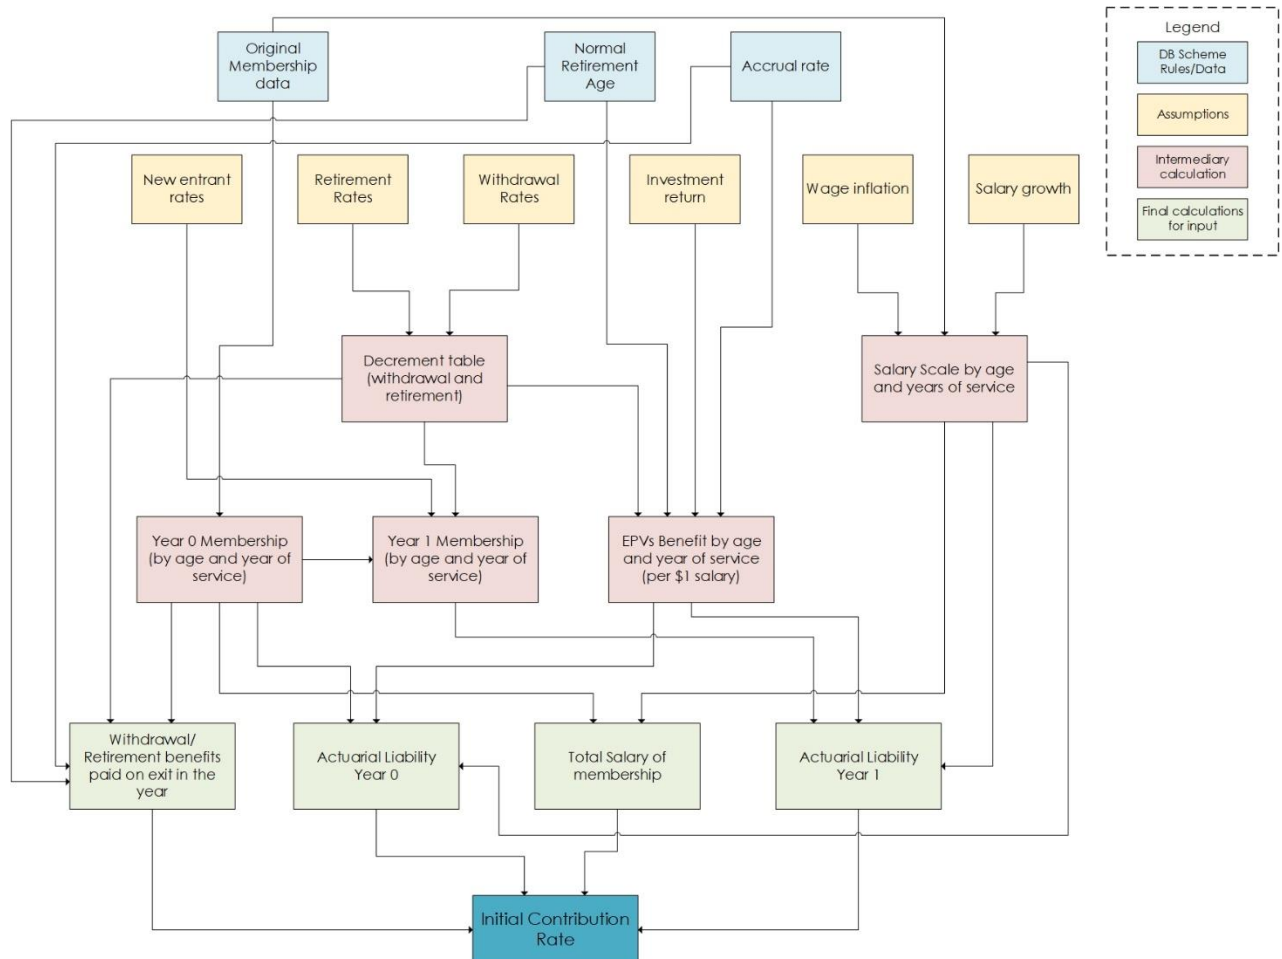 Legend
DB Scheme
Rules/Data
Assumptions
Intermediary
calculation
Final calculations
for input
Original
Membership
data
Normal
Retirement
Age
Accrual rate
New entrant
rates
Retirement
Rates
Withdrawal
Rates
Investment
return
Wage inflation
Salary growth
Decrement table
(withdrawal and
retirement)
Salary Scale by age
and years of service
Year 0 Membership
(by age and year of
service)
Year 1 Membership
(by age and year of
service)
EPVs Benefit by age
and year of service
(per $1 salary)
Withdrawal/
Retirement benefits
paid on exit in the
year
Actuarial Liability
Year 0
Total Salary of
membership
Actuarial Liability
Year 1
Initial Contribution
Rate